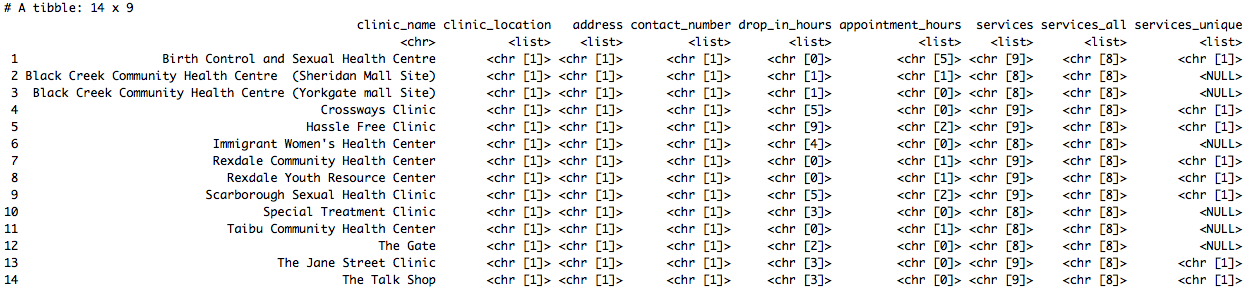 # A tibble: 14 x 9
clinic_name clinic_location address contact_number drop_in_hours appointment_hours services services_all services_unique
<chr> <list> <list> <list> <list> <list> <list> <list> <list>
1 Birth Control and Sexual Health Centre <chr [1]> <chr [1]> <chr [1]> <chr [0]> <chr [5]> <chr [9]> <chr [8]> <chr [1]>
2 Black Creek Community Health Centre  (Sheridan Mall Site) <chr [1]> <chr [1]> <chr [1]> <chr [1]> <chr [1]> <chr [8]> <chr [8]> <NULL>
3 Black Creek Community Health Centre (Yorkgate mall Site) <chr [1]> <chr [1]> <chr [1]> <chr [1]> <chr [0]> <chr [8]> <chr [8]> <NULL>
4 Crossways Clinic <chr [1]> <chr [1]> <chr [1]> <chr [5]> <chr [0]> <chr [9]> <chr [8]> <chr [1]>
5 Hassle Free Clinic <chr [1]> <chr [1]> <chr [1]> <chr [9]> <chr [2]> <chr [9]> <chr [8]> <chr [1]>
6 Immigrant Women's Health Center <chr [1]> <chr [1]> <chr [1]> <chr [4]> <chr [0]> <chr [8]> <chr [8]> <NULL>
7 Rexdale Community Health Center <chr [1]> <chr [1]> <chr [1]> <chr [0]> <chr [1]> <chr [9]> <chr [8]> <chr [1]>
8 Rexdale Youth Resource Center <chr [1]> <chr [1]> <chr [1]> <chr [0]> <chr [1]> <chr [9]> <chr [8]> <chr [1]>
9 Scarborough Sexual Health Clinic <chr [1]> <chr [1]> <chr [1]> <chr [5]> <chr [2]> <chr [9]> <chr [8]> <chr [1]>
10 Special Treatment Clinic <chr [1]> <chr [1]> <chr [1]> <chr [3]> <chr [0]> <chr [8]> <chr [8]> <NULL>
11 Taibu Community Health Center <chr [1]> <chr [1]> <chr [1]> <chr [0]> <chr [1]> <chr [8]> <chr [8]> <NULL>
12 The Gate <chr [1]> <chr [1]> <chr [1]> <chr [2]> <chr [0]> <chr [8]> <chr [8]> <NULL>
13 The Jane Street Clinic <chr [1]> <chr [1]> <chr [1]> <chr [3]> <chr [0]> <chr [9]> <chr [8]> <chr [1]>
14 The Talk Shop <chr [1]> <chr [1]> <chr [1]> <chr [3]> <chr [0]> <chr [9]> <chr [8]> <chr [1]>